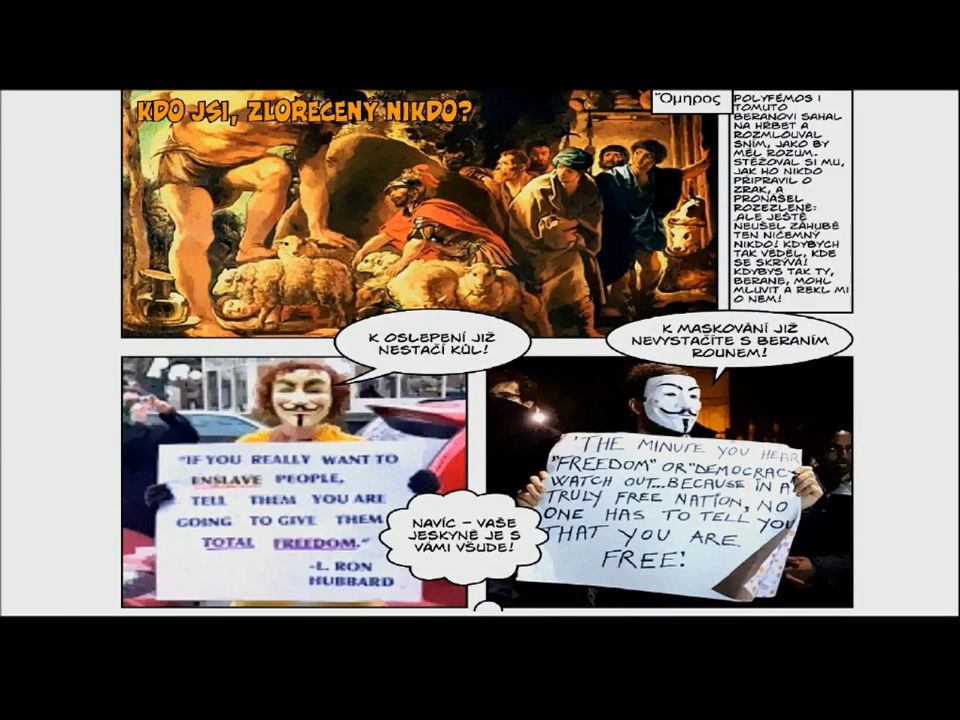 KDO JSI, ZLOŘEČENÝ NIKDO?
Ὅμηρος
POLYFÉMOS I
TOMUTO
BERANOVI SAHAL
NA HŘBET A
ROZMLOUVAL
SNÍM, JAKO BY
MĚL ROZUM.
STĚŽOVAL SI MU,
JAK HO NIKDO
PŘIPRAVIL O
ZRAK, A
PRONÁŠEL
ROZEZLENĚ:
„ALE JEŠTĚ
NEUŠEL ZÁHUBĚ
TEN NIČEMNÝ
NIKDO! KDYBYCH
TAK VĚDĚL, KDE
SE SKRÝVÁ!
KDYBYS TAK TY,
BERANE, MOHL
MLUVIT A ŘEKL MI
O NĚM!
K OSLEPENÍ JIŽ
NESTAČÍ KŮL!
K MASKOVÁNÍ JIŽ
NEVYSTAČÍTE S BERANÍM
ROUNEM!
"IF YOU REALLY WANT TO
ENSLAVE PEOPLE,
TELL THEM YOU ARE
GOING TO GIVE THEM
TOTAL FREEDOM."
-L. RON
HUBBARD
NAVÍC - VAŠE
JESKYNĚ JE S
VÁMI VŠUDE!
'THE MINUTE YOU HEAR
"FREEDOM" OR "DEMOCRACY
WATCH OUT...BECAUSE IN A
TRULY FREE NATION, NO
ONE HAS TO TELL YOU
THAT YOU ARE
FREE!